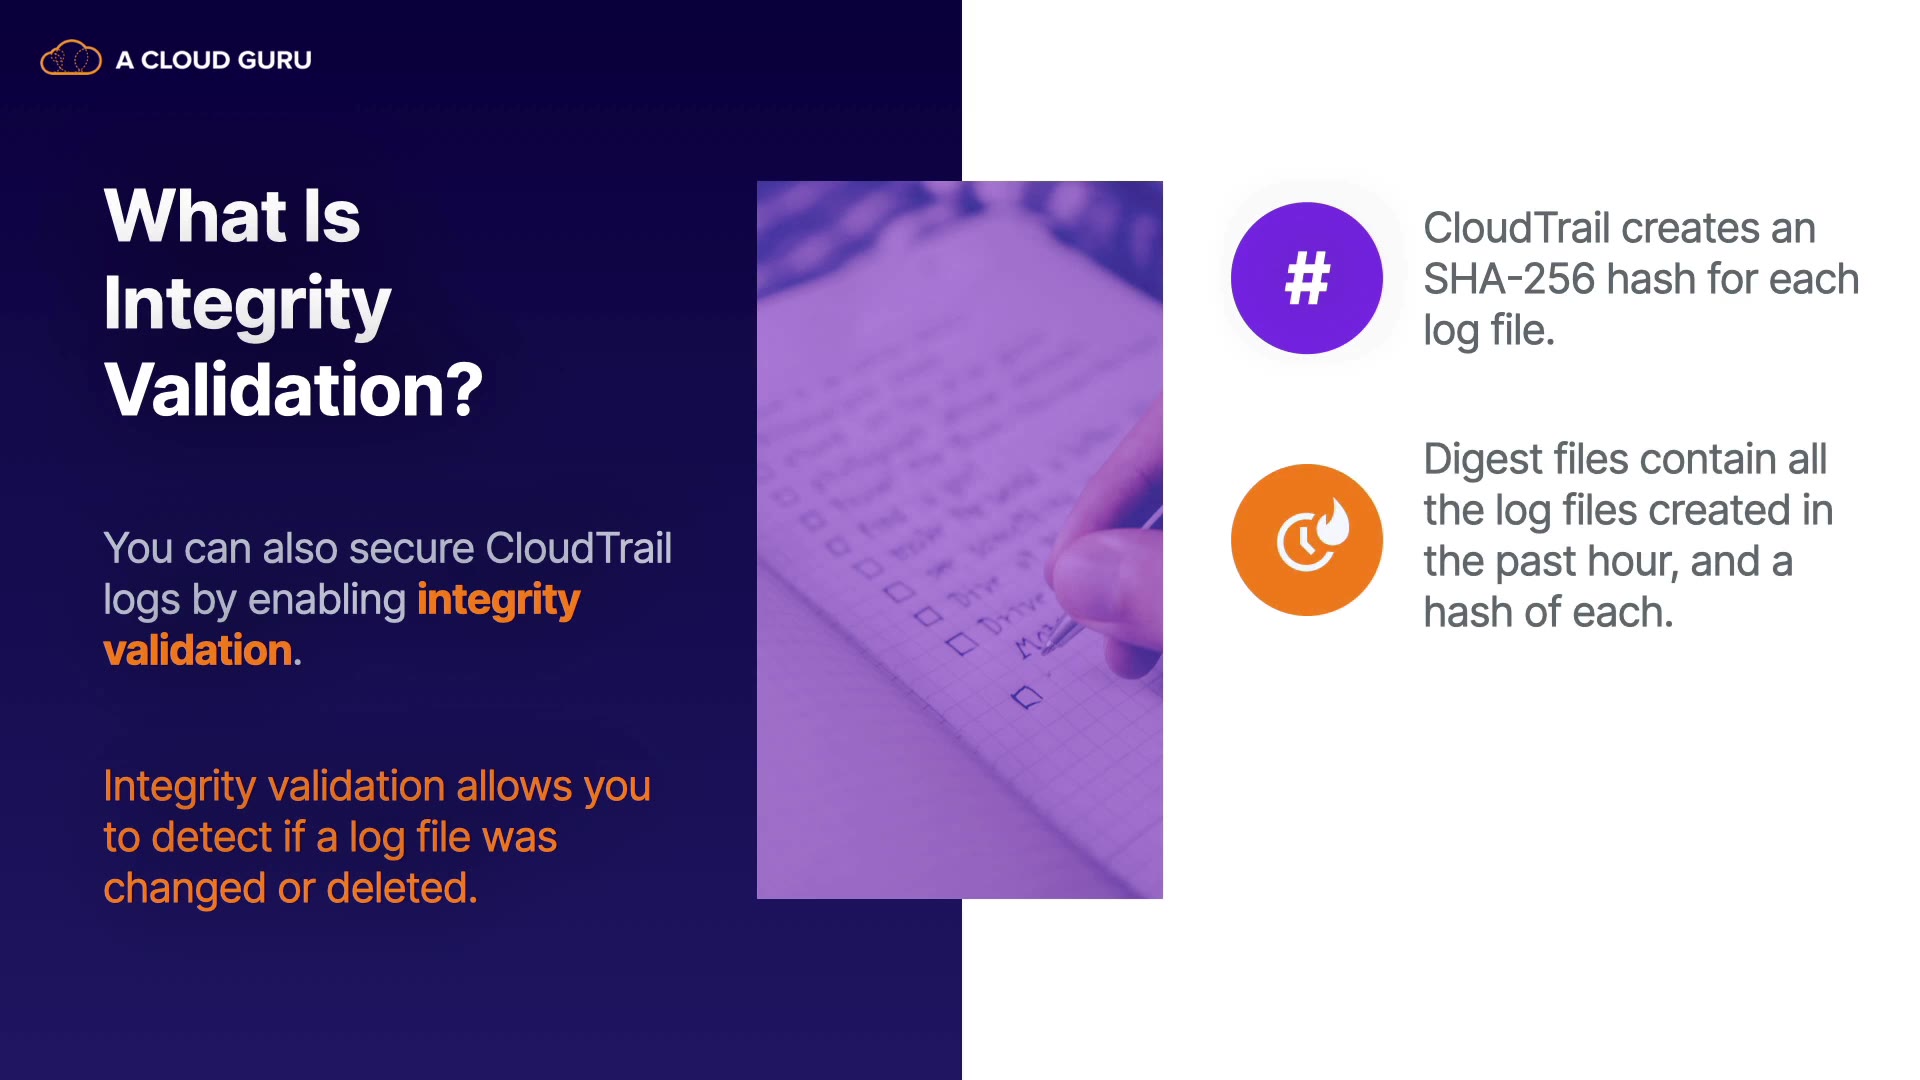 A CLOUD GURU
What Is
Integrity
Validation?
You can also secure CloudTrail
logs by enabling integrity
validation.
Integrity validation allows you
to detect if a log file was
changed or deleted.
#
CloudTrail creates an
SHA-256 hash for each
log file.
Digest files contain all
the log files created in
the past hour, and a
hash of each.